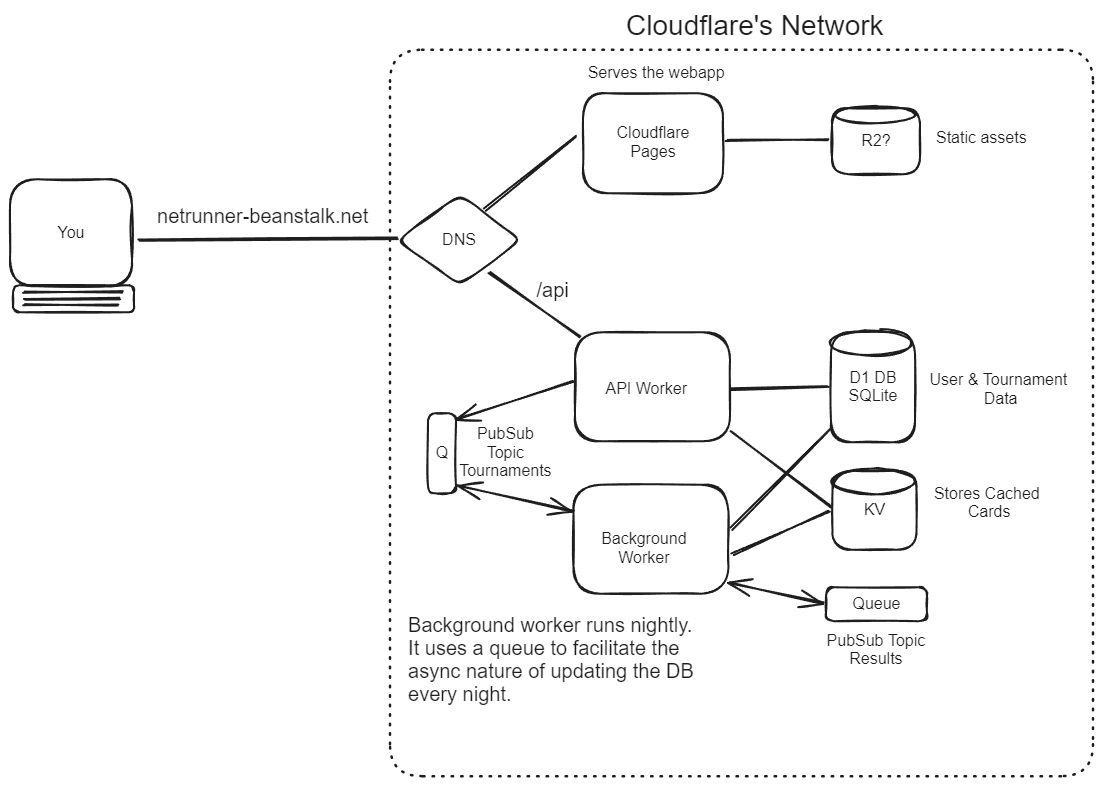 Cloudflare's Network
Serves the webapp
Cloudflare
Pages
R2?
Static assets
You
netrunner-beanstalk.net
DNS
/api
API Worker
D1 DB
SQLite
User & Tournament
Data
Q
PubSub
Topic
Tournaments
Background
Worker
KV
Stores Cached
Cards
Queue
PubSub Topic
Results
Background worker runs nightly.
It uses a queue to facilitate the
async nature of updating the DB
every night.